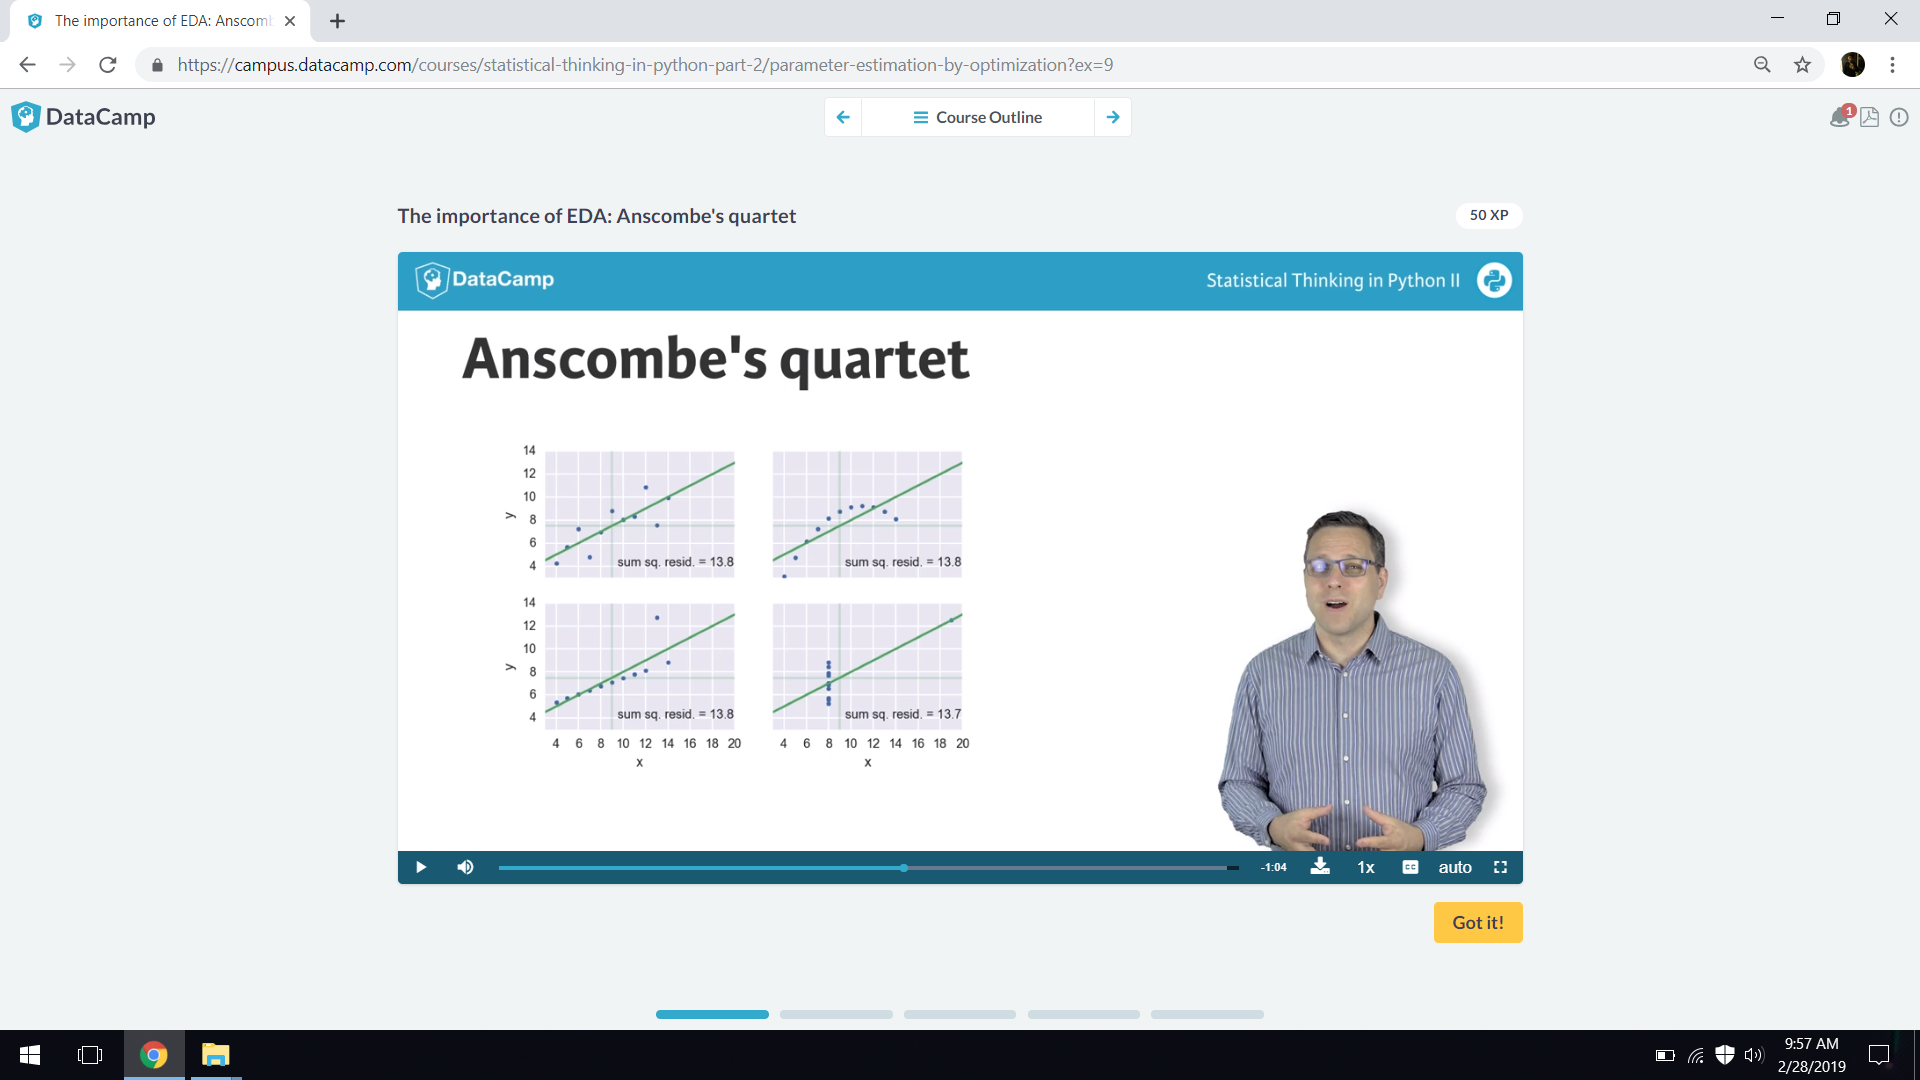 The importance of EDA: Anscom
https://campus.datacamp.com/courses/statistical-thinking-in-python-part-2/parameter-estimation-by-optimization?ex=9
DataCamp
Course Outline
1
The importance of EDA: Anscombe's quartet
50 XP
DataCamp
Statistical Thinking in Python II
Anscombe's quartet
14
12
10
8
6
4
y
sum sq. resid. = 13.8
sum sq. resid. = 13.8
14
12
10
8
6
4
y
sum sq. resid. = 13.8
sum sq. resid. = 13.7
4 6 8 10 12 14 16 18 20
4 6 8 10 12 14 16 18 20
x
x
-1:04
1x
cc
auto
Got it!
9:57 AM
2/28/2019